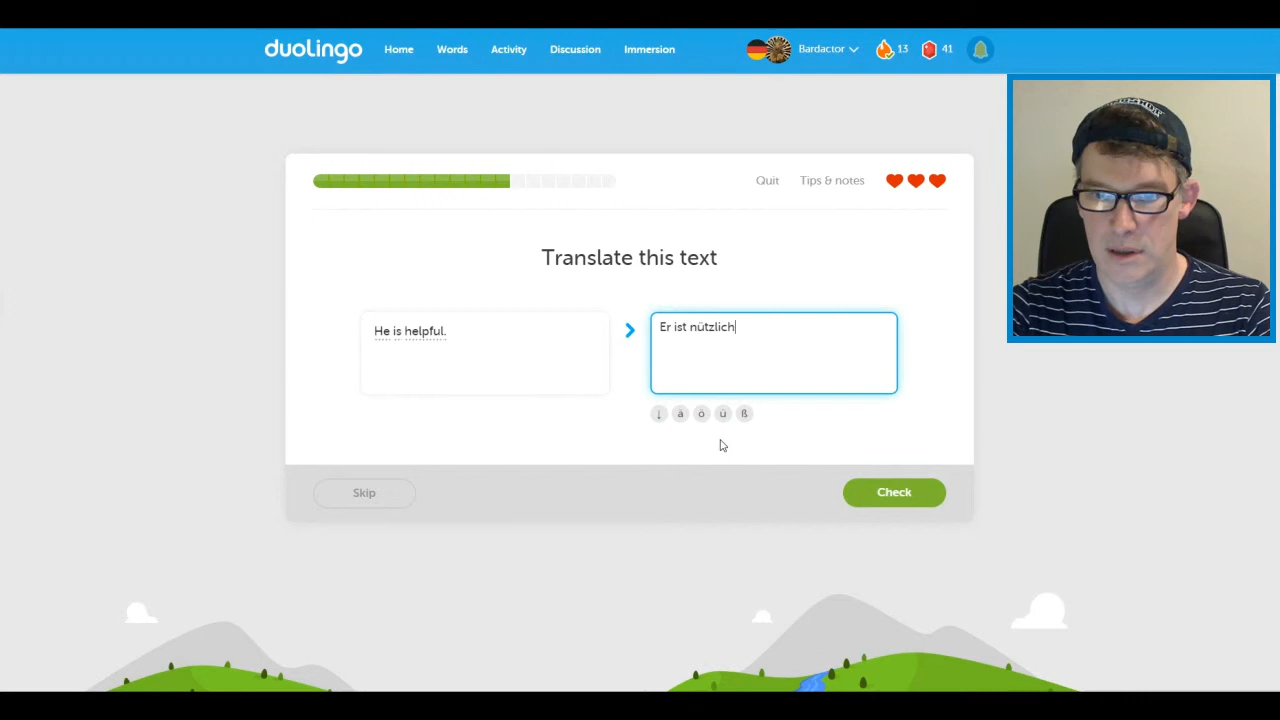 duolingo Home Words Activity Discussion Immersion Bardactor 13 41
Quit Tips & notes
Translate this text
He is helpful. Er ist nützlich
↓ ä ö ü ß
Skip Check